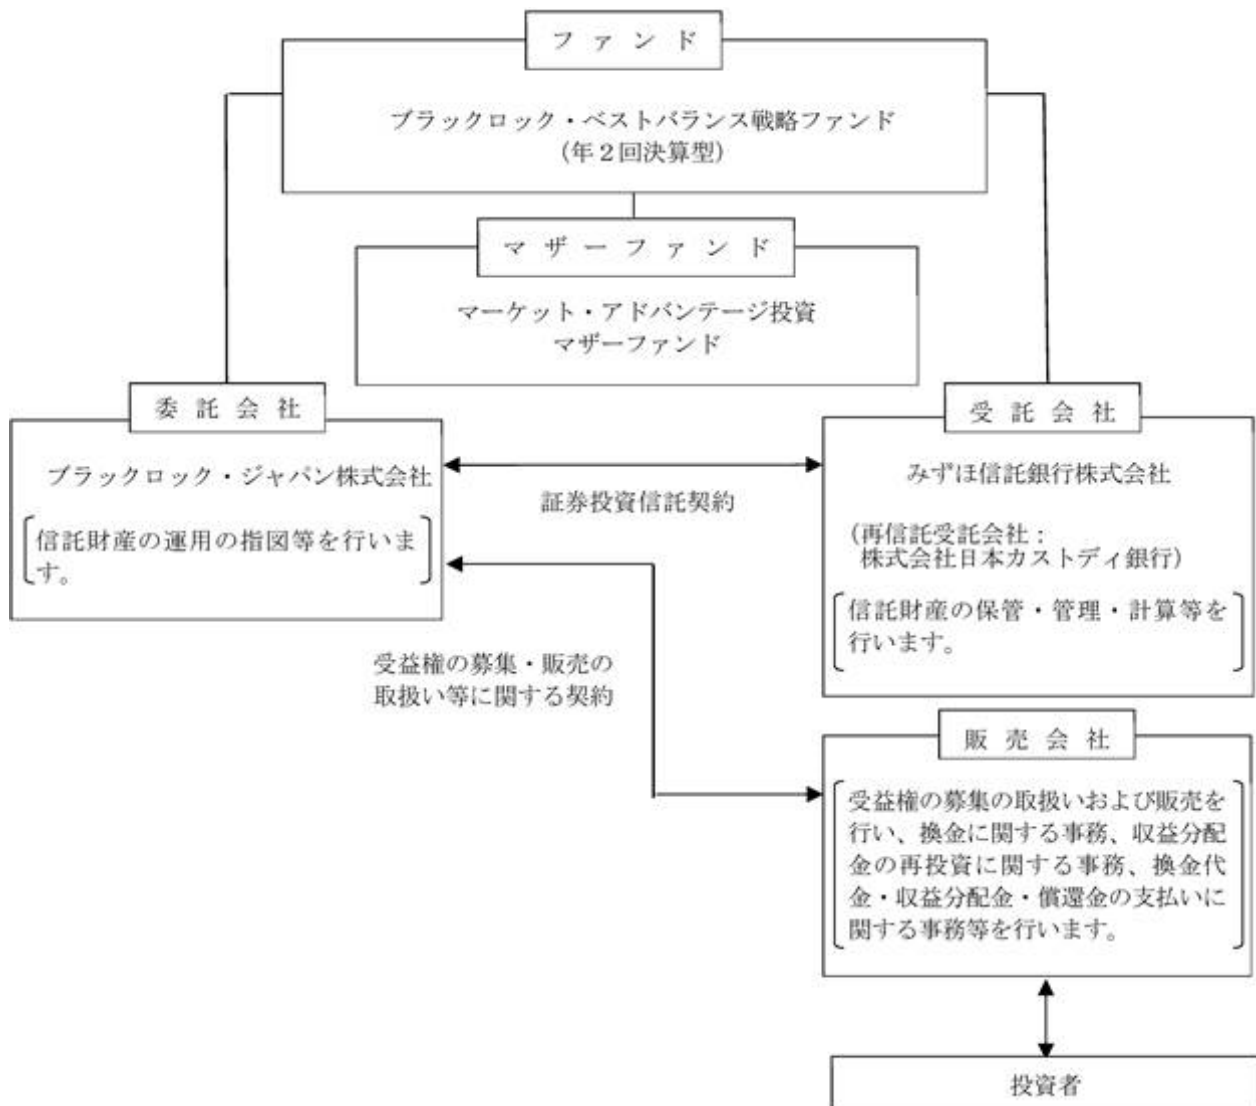 ファンド
ブラックロック・ベストバランス戦略ファンド
(年２回決算型)
マザーファンド
マーケット・アドバンテージ投資
マザーファンド
委託会社
ブラックロック・ジャパン株式会社
信託財産の運用の指図等を行いま
す。
証券投資信託契約
受託会社
みずほ信託銀行株式会社
(再信託受託会社：
株式会社日本カストディ銀行)
信託財産の保管・管理・計算等を
行います。
受益権の募集・販売の
取扱い等に関する契約
販売会社
受益権の募集の取扱いおよび販売を
行い、換金に関する事務、収益分配
金の再投資に関する事務、換金代
金・収益分配金・償還金の支払いに
関する事務等を行います。
投資者